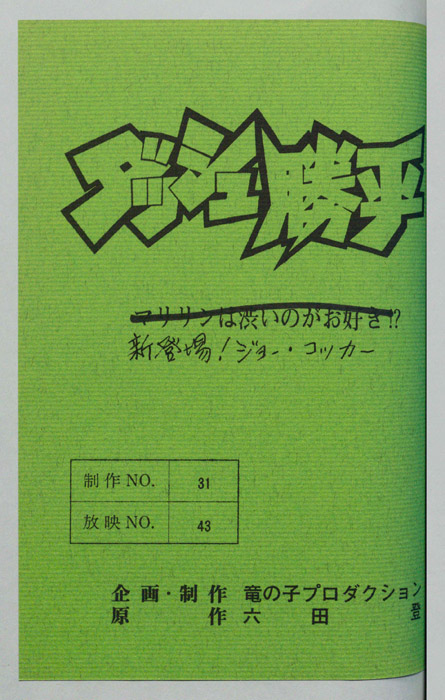 ダッシュ勝平
マリリンは渋いのがお好き!?
新登場!ジョー・コッカー
制作NO. 31
放映NO. 43
企画・制作 竜の子プロダクション
原作 六田 登